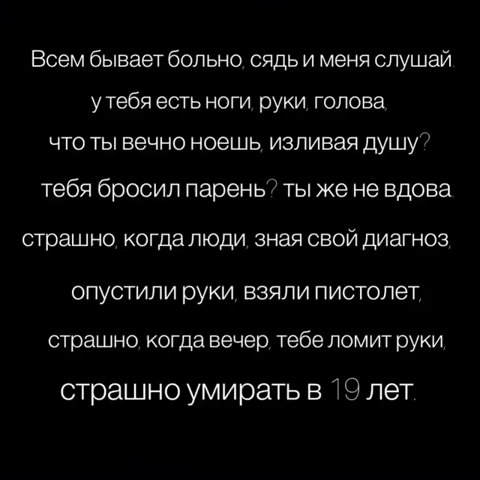 Всем бывает больно, сядь и меня слушай.
у тебя есть ноги, руки, голова,
что ты вечно ноешь, изливая душу?
тебя бросил парень? ты же не вдова.
страшно, когда люди, зная свой диагноз,
опустили руки, взяли пистолет,
страшно, когда вечер, тебе ломит руки,
страшно умирать в 19 лет.